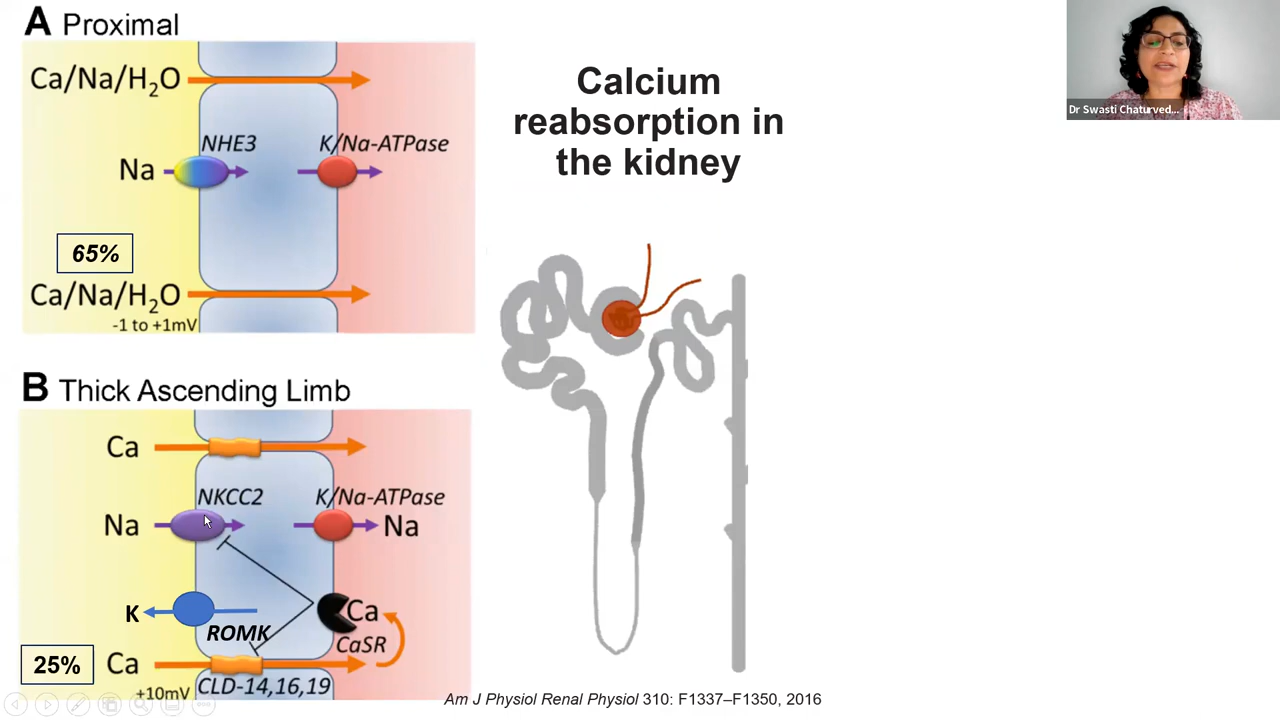 A Proximal
Ca/Na/H₂O
NHE3
K/Na-ATPase
Na
65%
Ca/Na/H₂O
-1 to +1mV
B Thick Ascending Limb
Ca
NKCC2
K/Na-ATPase
Na
Na
K
Ca
ROMK
CaSR
25%
Ca
+10mV
CLD-14,16,19
Calcium
reabsorption in
the kidney
Am J Physiol Renal Physiol 310: F1337–F1350, 2016
Dr Swasti Chaturved...